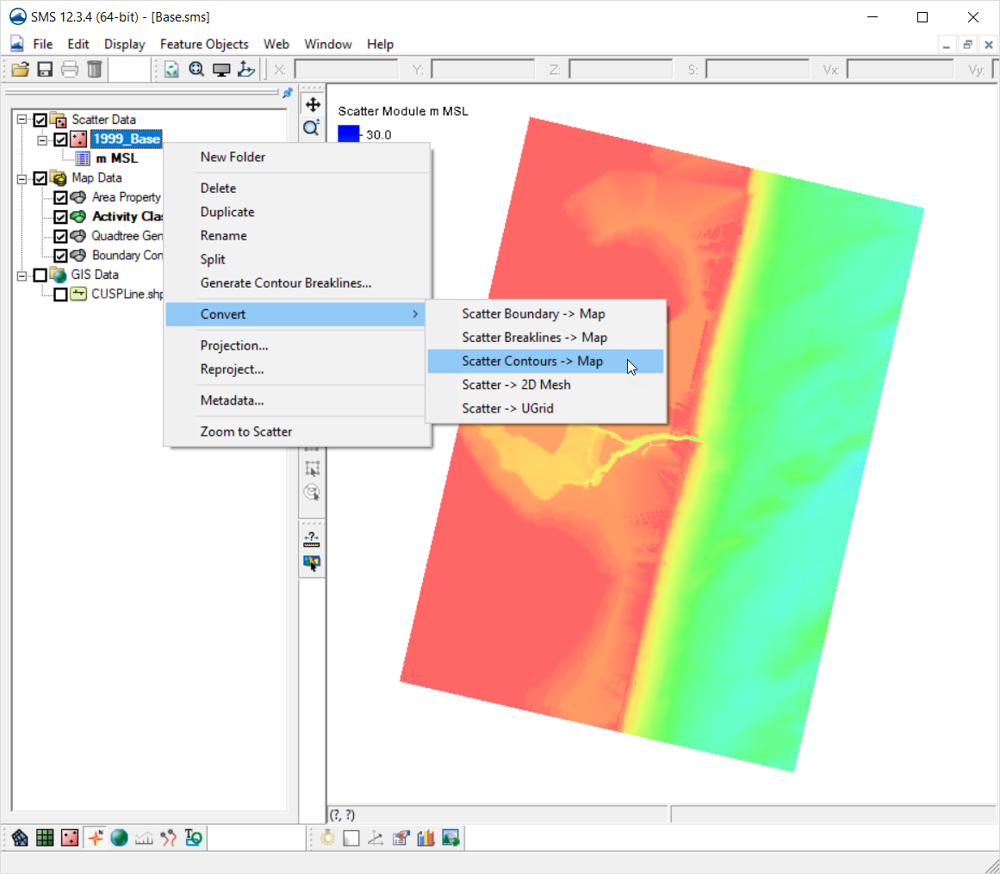 SMS 12.3.4 (64-bit) - [Base.sms]
File Edit Display Feature Objects Web Window Help
X: Y: Z: S: Vx: Vy:
Scatter Module m MSL
30.0
Scatter Data
1999_Base
m MSL
Map Data
Area Property
Activity Clas
Quadtree Gen
Boundary Con
GIS Data
CUSPLine.shp
New Folder
Delete
Duplicate
Rename
Split
Generate Contour Breaklines...
Convert
Projection...
Reproject...
Metadata...
Zoom to Scatter
Scatter Boundary -> Map
Scatter Breaklines -> Map
Scatter Contours -> Map
Scatter -> 2D Mesh
Scatter -> UGrid
(?, ?)